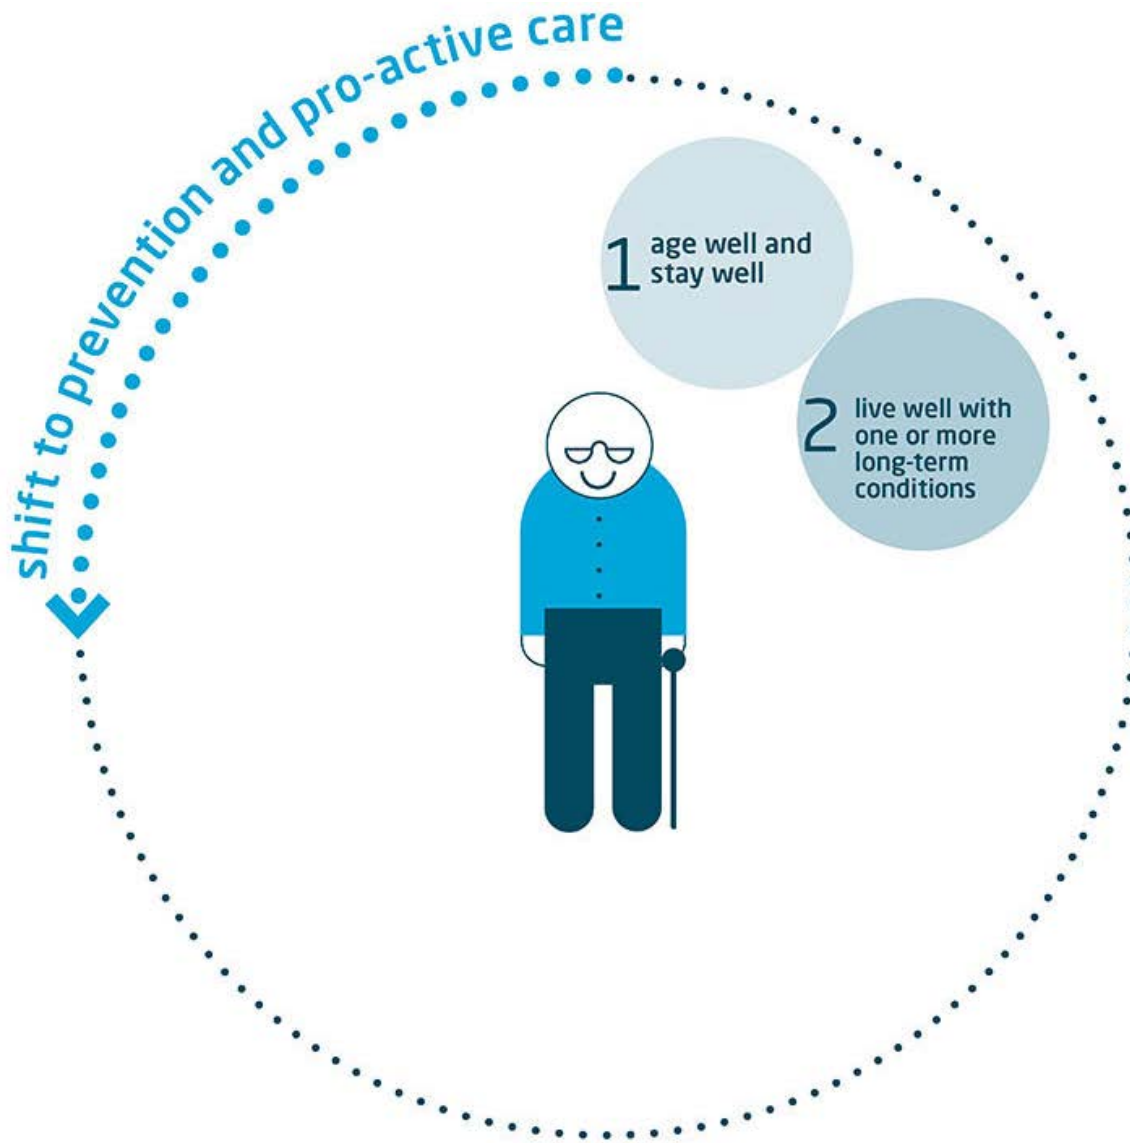 shift to prevention and pro-active care
1 age well and
stay well
2 live well with
one or more
long-term
conditions